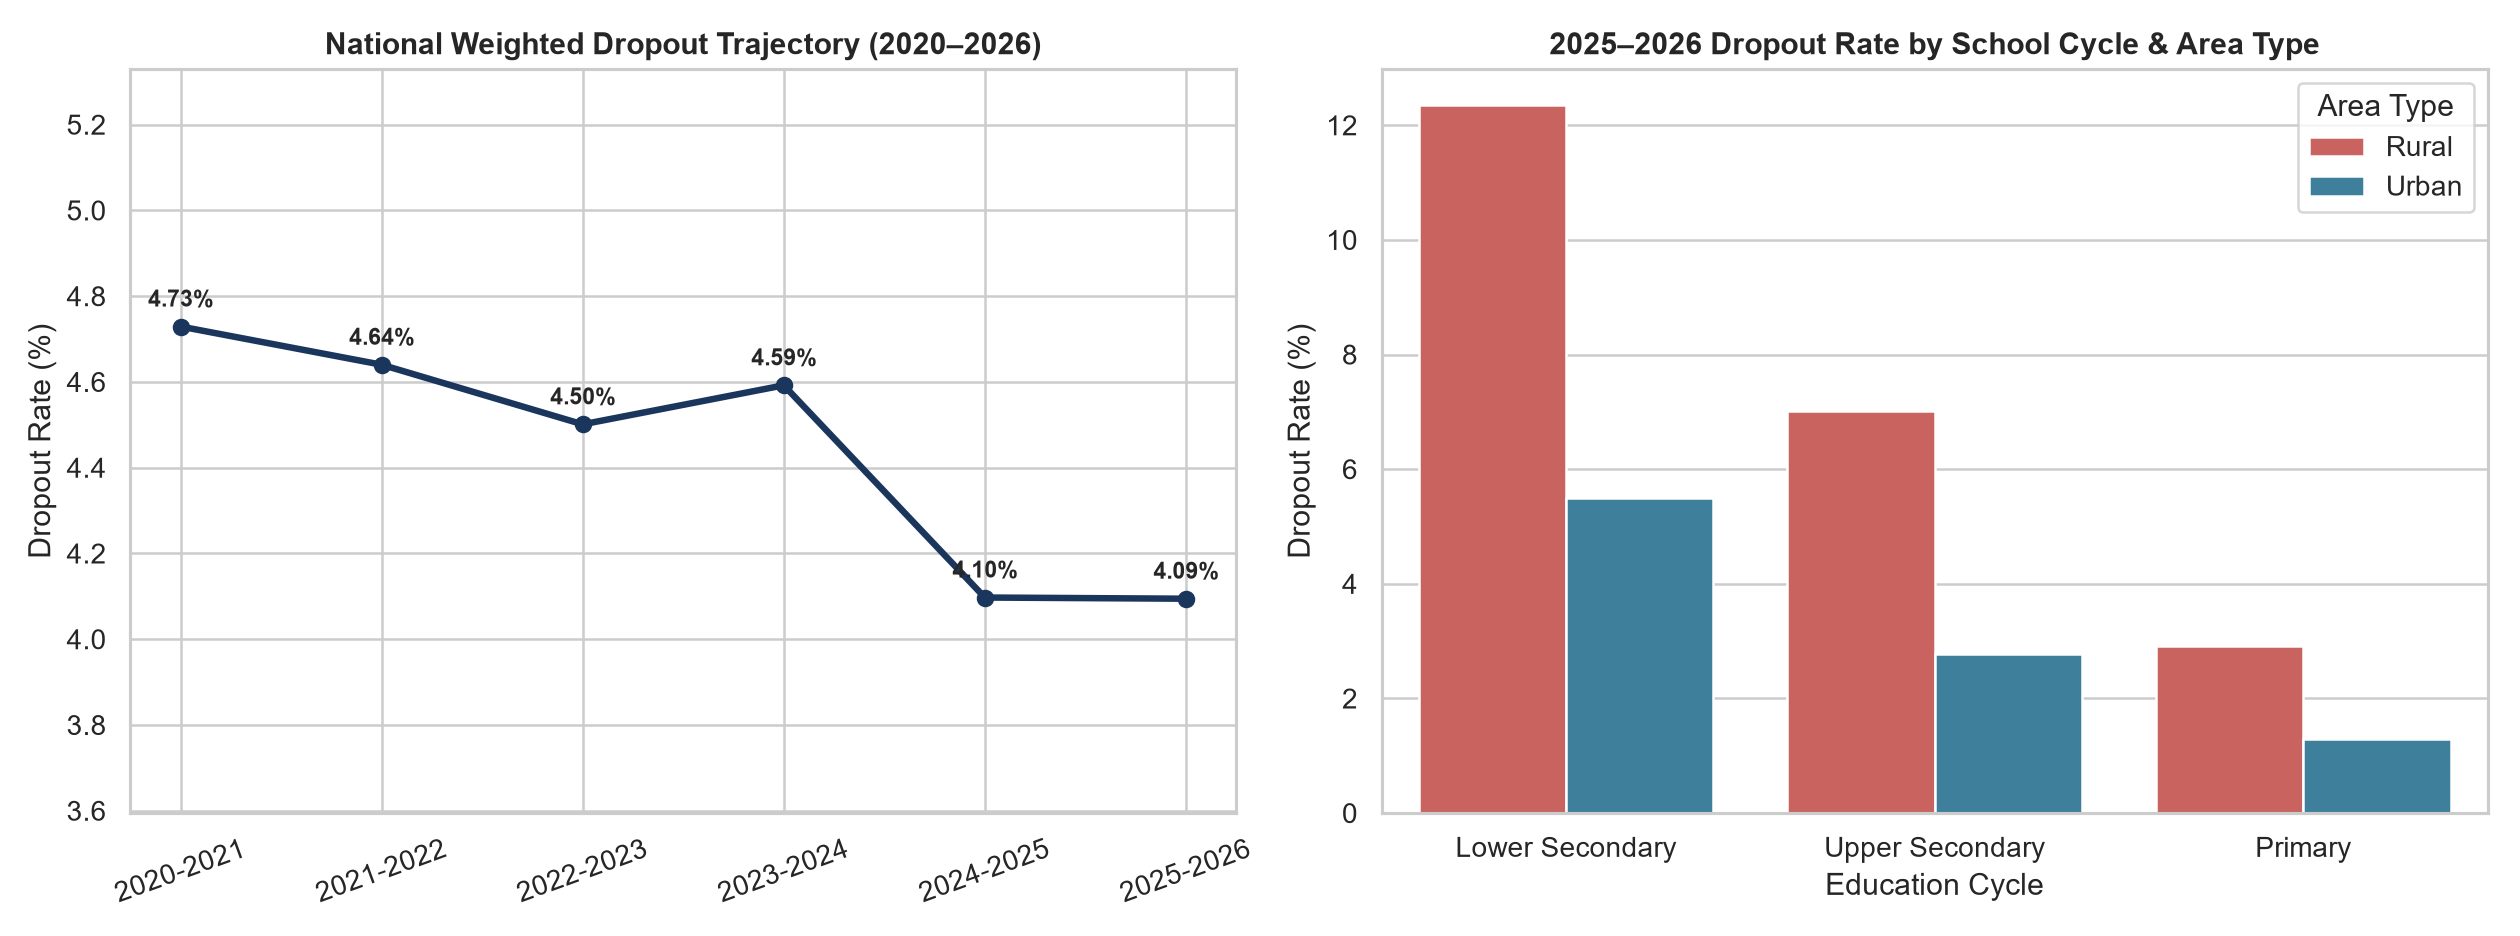 National Weighted Dropout Trajectory (2020–2026)
Dropout Rate (%)
5.2
5.0
4.8
4.6
4.4
4.2
4.0
3.8
3.6
4.73%
4.64%
4.50%
4.59%
4.10%
4.09%
2020-2021
2021-2022
2022-2023
2023-2024
2024-2025
2025-2026
2025–2026 Dropout Rate by School Cycle & Area Type
Dropout Rate (%)
12
10
8
6
4
2
0
Area Type
Rural
Urban
Lower Secondary
Upper Secondary
Primary
Education Cycle